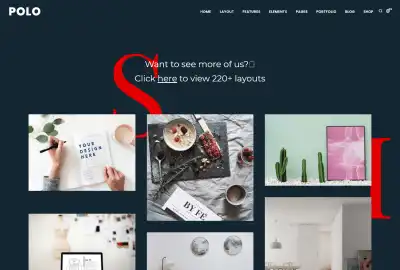 POLO
HOME LAYOUT FEATURES ELEMENTS PAGES PORTFOLIO BLOG SHOP
Want to see more of us?
Click here to view 220+ layouts
S
I
YOUR
DESIGN
HERE
BY FÉ